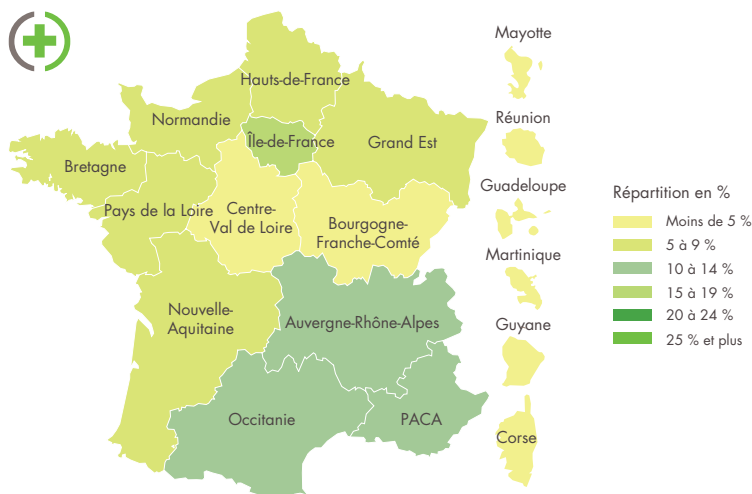 Mayotte
Hauts-de-France
Normandie
Réunion
Île-de-France
Grand Est
Bretagne
Guadeloupe
Pays de la Loire
Centre-
Val de Loire
Bourgogne-
Franche-Comté
Martinique
Nouvelle-
Aquitaine
Auvergne-Rhône-Alpes
Guyane
Occitanie
PACA
Corse
Répartition en %
Moins de 5 %
5 à 9 %
10 à 14 %
15 à 19 %
20 à 24 %
25 % et plus